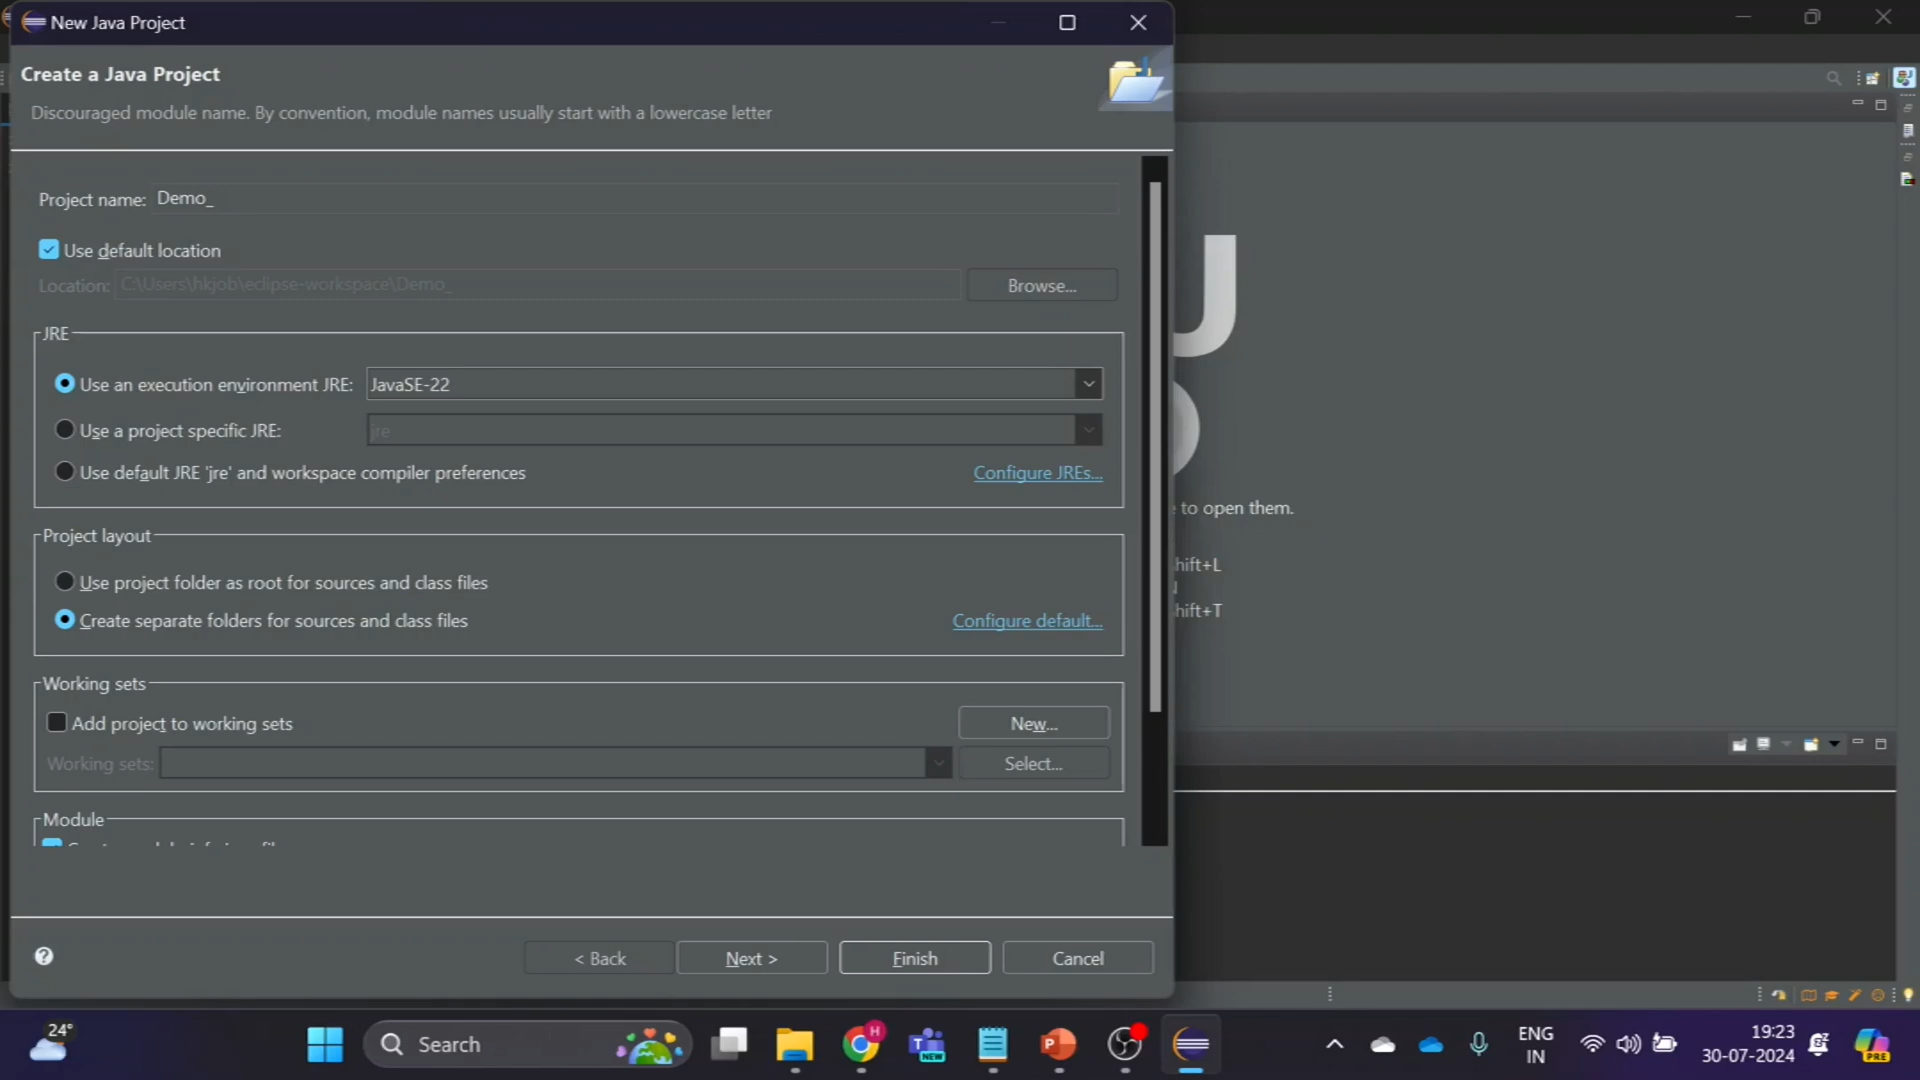 New Java Project
Create a Java Project
Discouraged module name. By convention, module names usually start with a lowercase letter
Project name: Demo_
Use default location
Location: C:\Users\hkjob\eclipse-workspace\Demo_
Browse...
JRE
Use an execution environment JRE: JavaSE-22
Use a project specific JRE: jre
Use default JRE 'jre' and workspace compiler preferences
Configure JREs...
to open them.
Project layout
hift+L
Use project folder as root for sources and class files
hift+T
Create separate folders for sources and class files
Configure default...
Working sets
Add project to working sets
New...
Working sets:
Select...
Module
< Back
Next >
Finish
Cancel
24°
Search
H
NEW
ENG
IN
19:23
30-07-2024
PRE